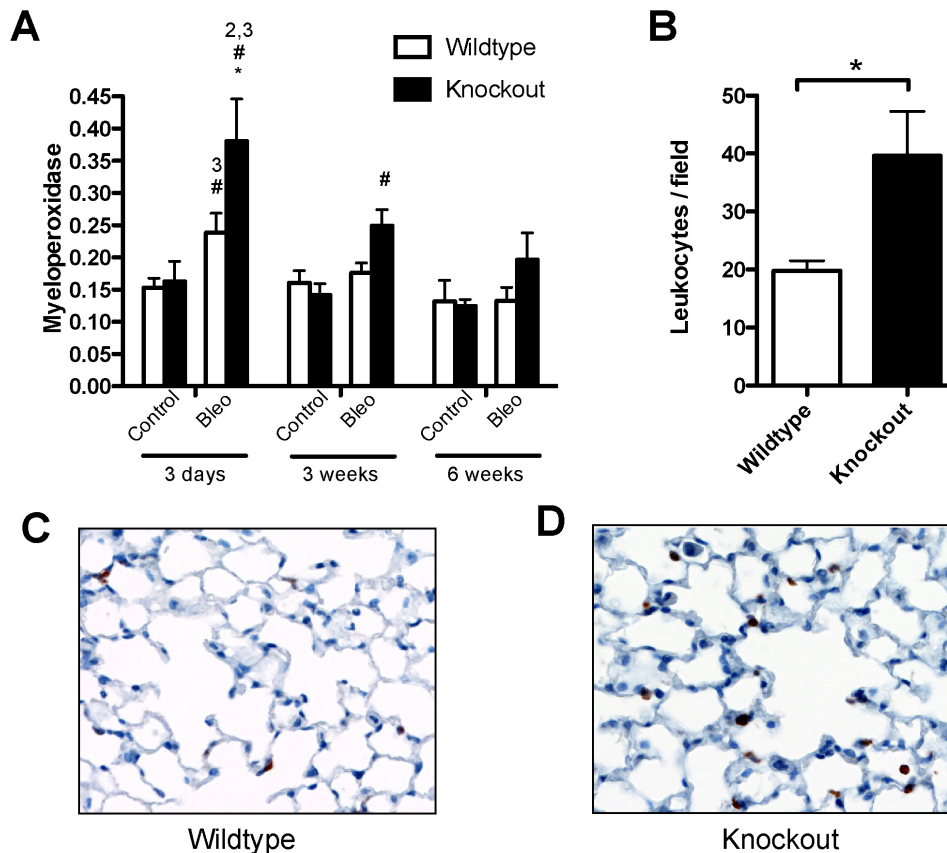 A
2,3
#
*
3
#
#
Wildtype
Knockout
Myeloperoxidase
0.45
0.40
0.35
0.30
0.25
0.20
0.15
0.10
0.05
0.00
Control
Bleo
Control
Bleo
Control
Bleo
3 days
3 weeks
6 weeks
B
*
Leukocytes / field
50
40
30
20
10
0
Wildtype
Knockout
C
Wildtype
D
Knockout